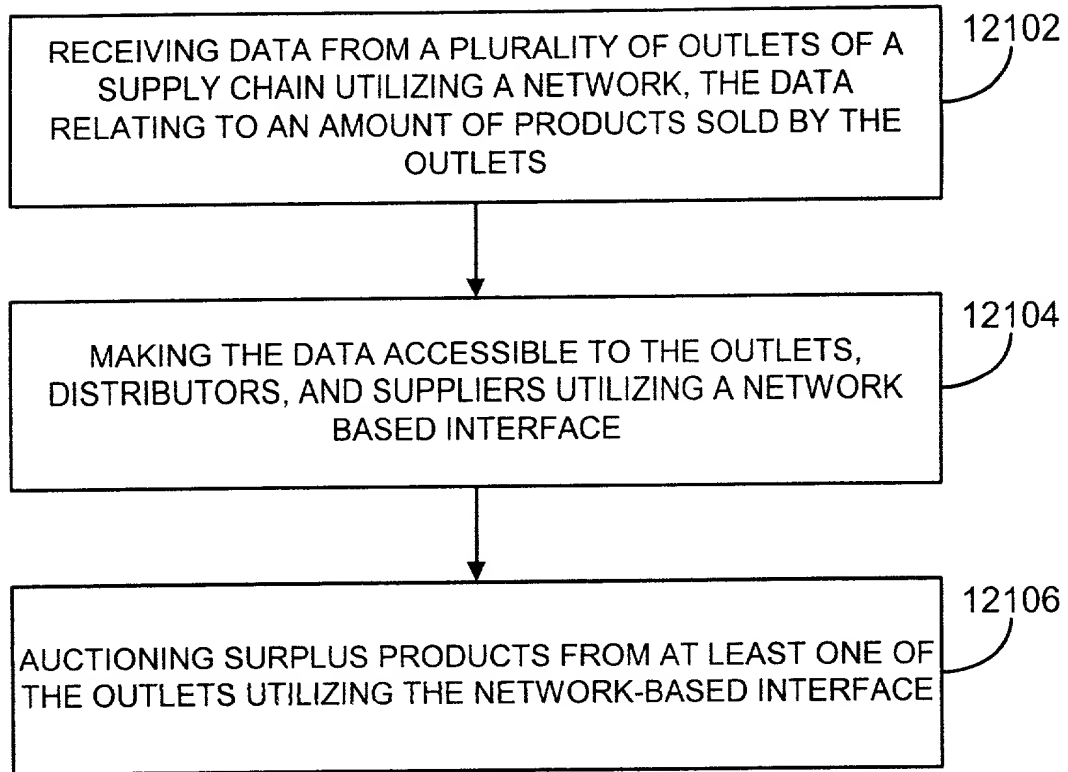 12102
RECEIVING DATA FROM A PLURALITY OF OUTLETS OF A
SUPPLY CHAIN UTILIZING A NETWORK, THE DATA
RELATING TO AN AMOUNT OF PRODUCTS SOLD BY THE
OUTLETS
12104
MAKING THE DATA ACCESSIBLE TO THE OUTLETS,
DISTRIBUTORS, AND SUPPLIERS UTILIZING A NETWORK
BASED INTERFACE
12106
AUCTIONING SURPLUS PRODUCTS FROM AT LEAST ONE OF
THE OUTLETS UTILIZING THE NETWORK-BASED INTERFACE